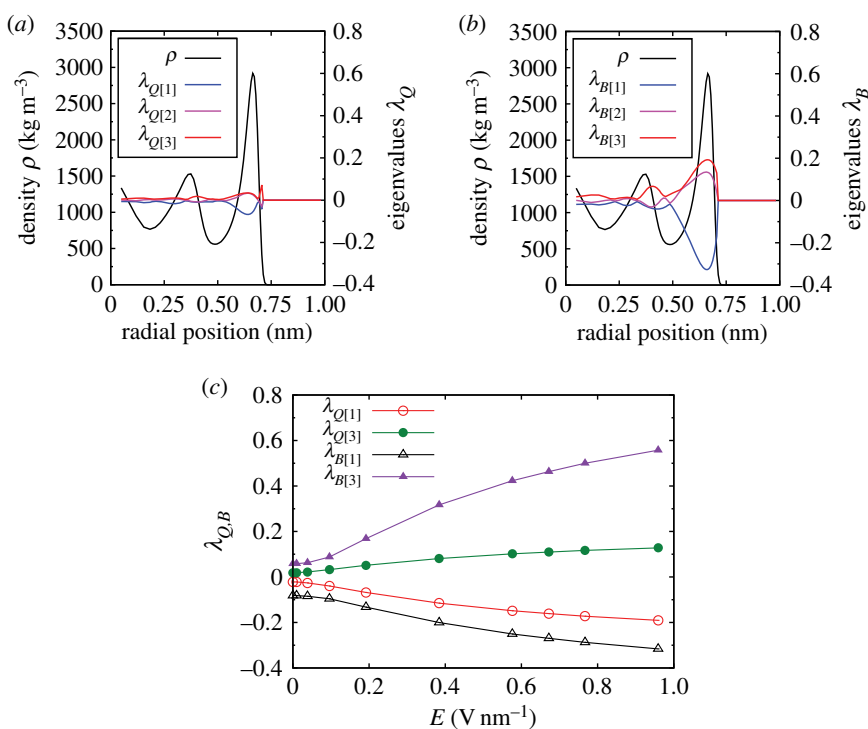 (a)
3500
3000
2500
2000
1500
1000
500
0
density ρ (kg m–3)
ρ
λQ[1]
λQ[2]
λQ[3]
0.8
0.6
0.4
0.2
0
–0.2
–0.4
eigenvalues λQ
0
0.25
0.50
0.75
1.00
radial position (nm)
(b)
3500
3000
2500
2000
1500
1000
500
0
density ρ (kg m–3)
ρ
λB[1]
λB[2]
λB[3]
0.8
0.6
0.4
0.2
0
–0.2
–0.4
eigenvalues λB
0
0.25
0.50
0.75
1.00
radial position (nm)
(c)
0.8
0.6
0.4
0.2
0
–0.2
–0.4
λQ,B
λQ[1]
λQ[3]
λB[1]
λB[3]
0
0.2
0.4
0.6
0.8
1.0
E (V nm–1)